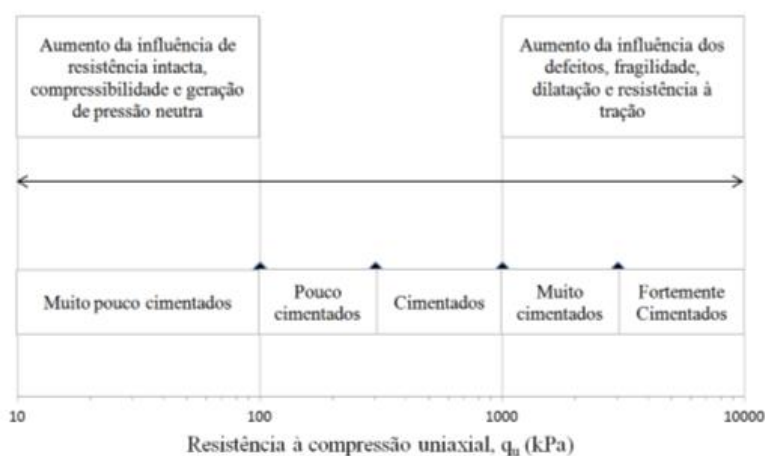 Aumento da influência de
resistência intacta,
compressibilidade e geração
de pressão neutra
Aumento da influência dos
defeitos, fragilidade,
dilatação e resistência à
tração
Muito pouco cimentados
Pouco
cimentados
Cimentados
Muito
cimentados
Fortemente
Cimentados
10
100
1000
10000
Resistência à compressão uniaxial, qu (kPa)